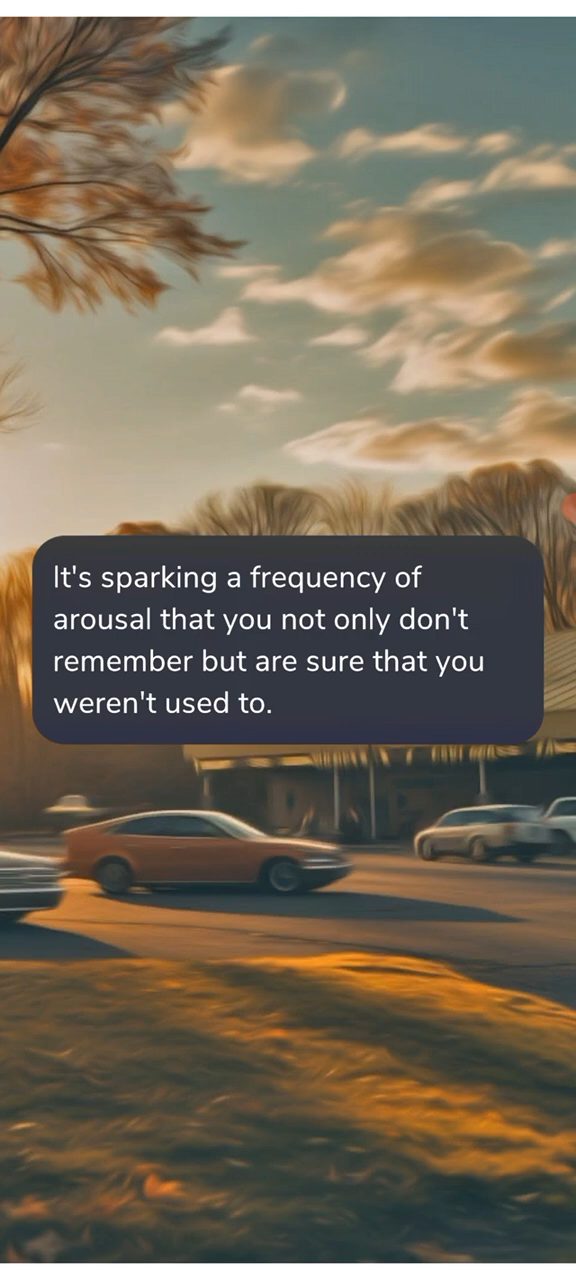 It's sparking a frequency of
arousal that you not only don't
remember but are sure that you
weren't used to.